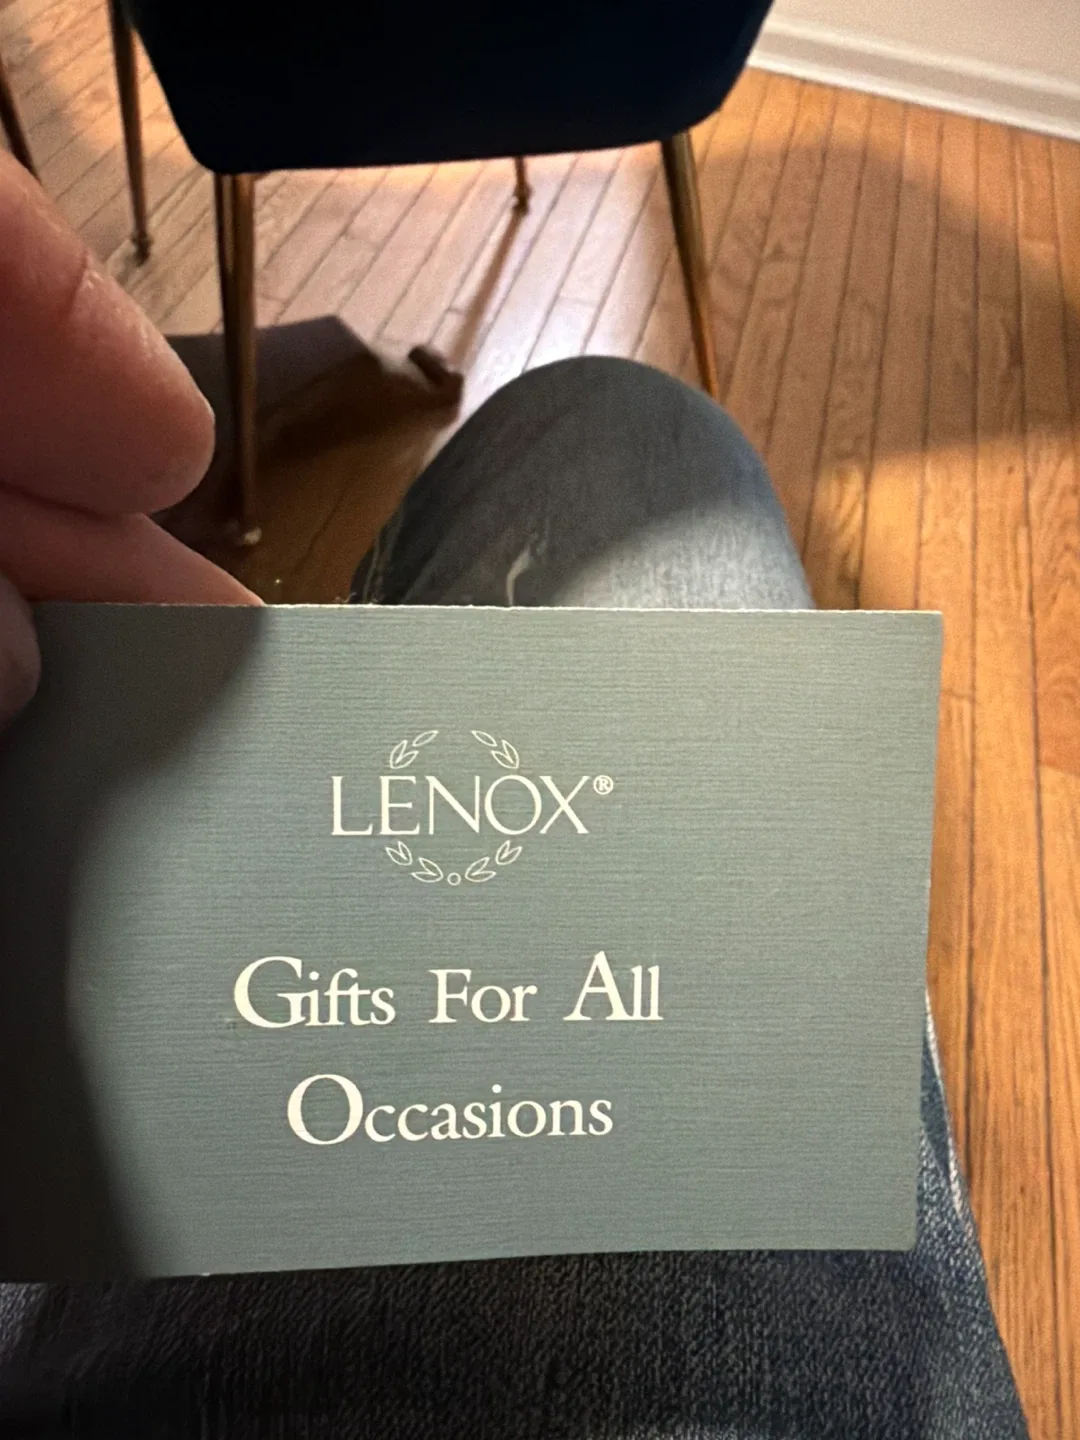 LENOX®
Gifts For All
Occasions